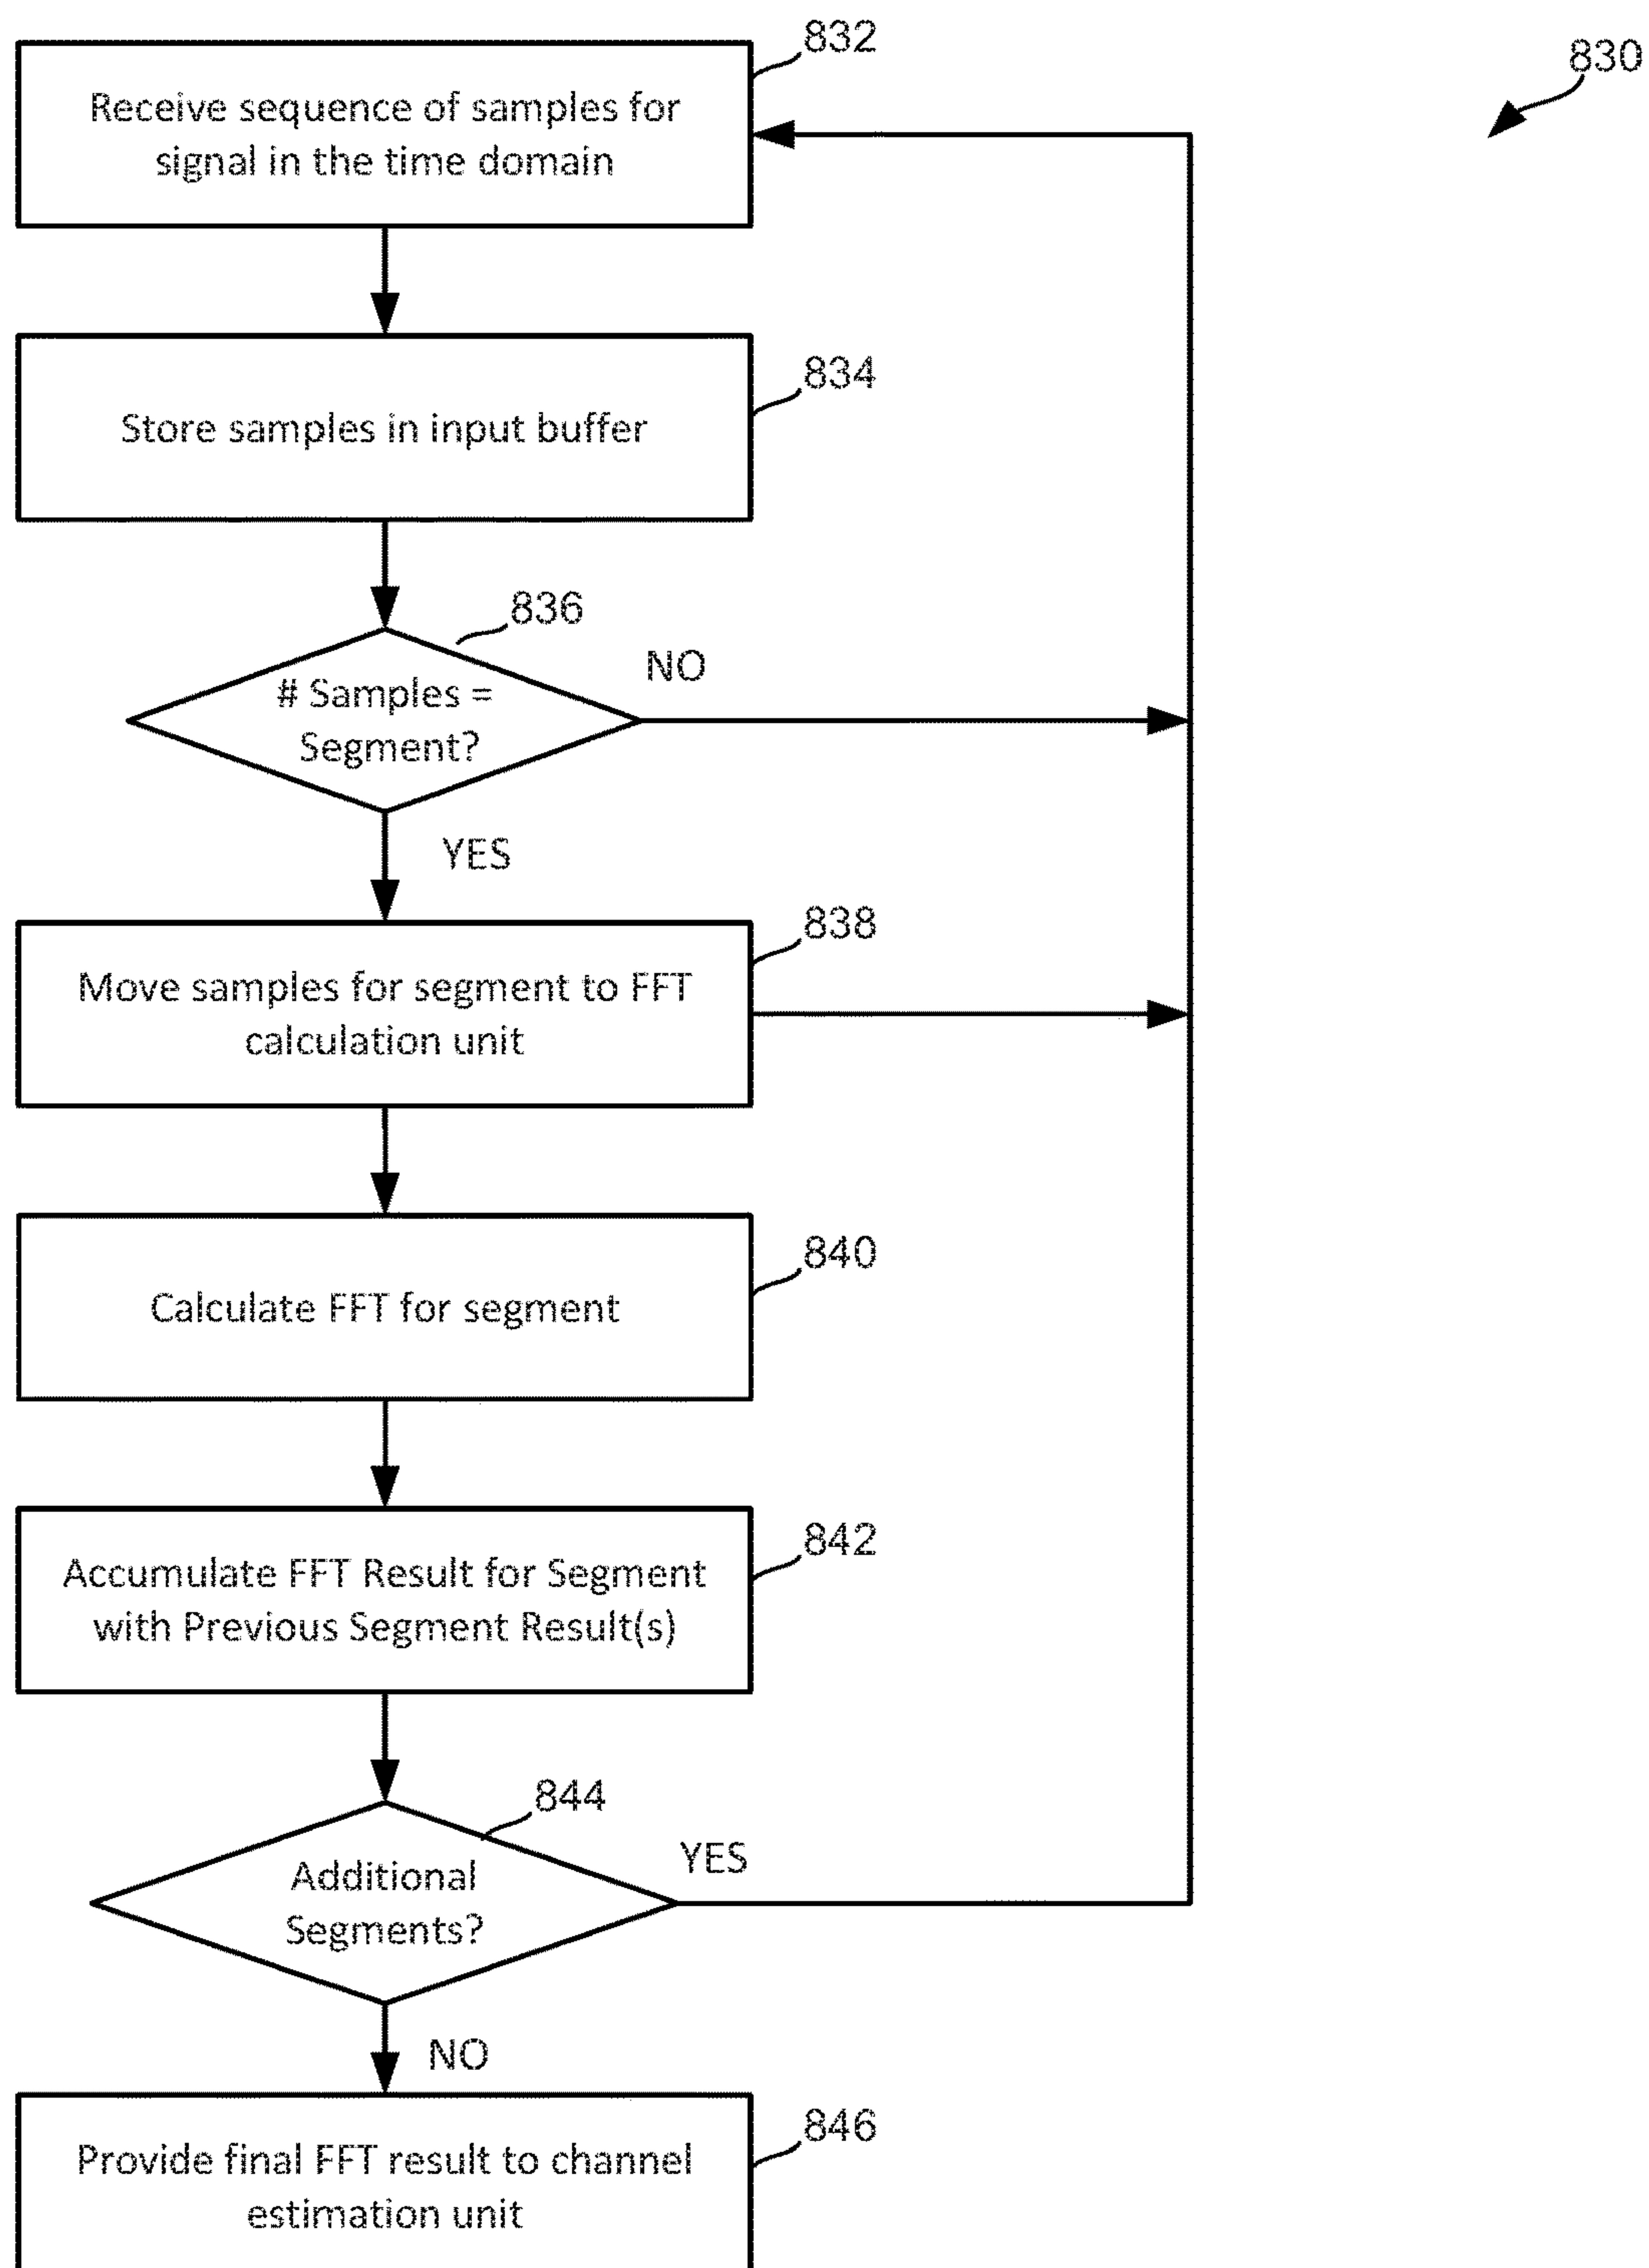 832
830
Receive sequence of samples for
signal in the time domain
834
Store samples in input buffer
836
NO
# Samples =
Segment?
YES
838
Move samples for segment to FFT
calculation unit
840
Calculate FFT for segment
842
Accumulate FFT Result for Segment
with Previous Segment Result(s)
844
YES
Additional
Segments?
NO
846
Provide final FFT result to channel
estimation unit